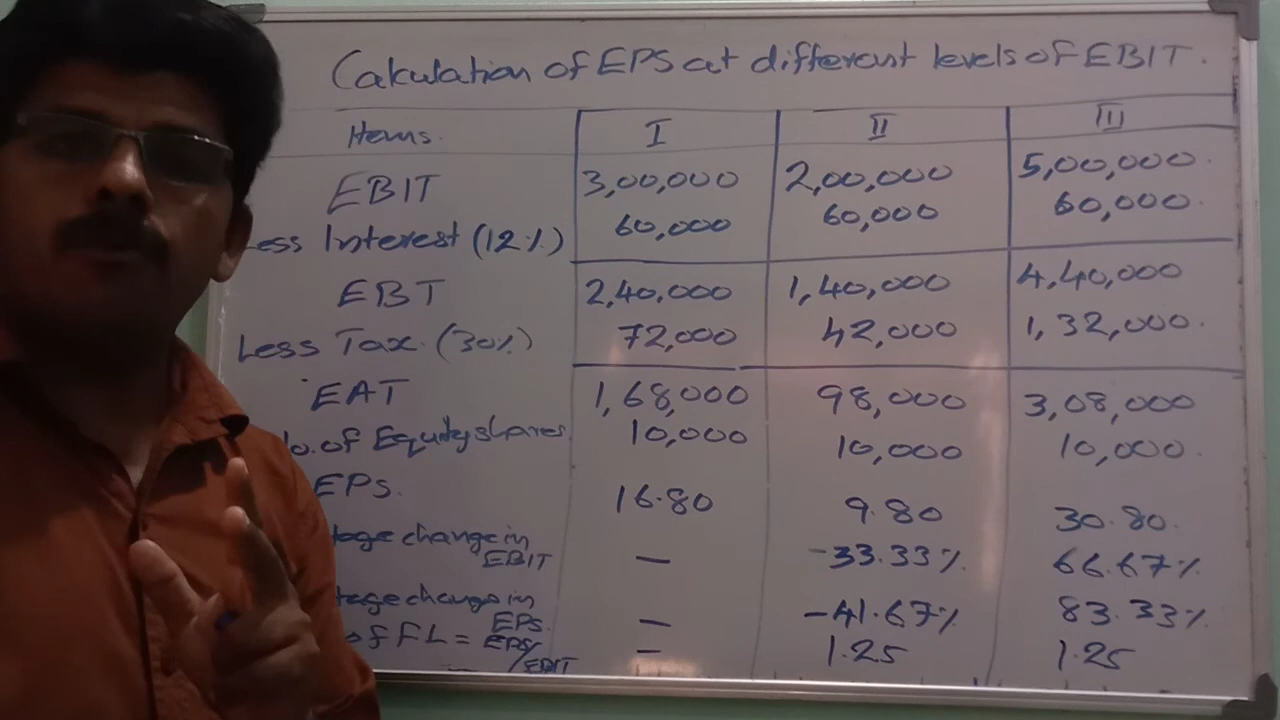 Calculation of EPS at different levels of EBIT.
Items. I II III
EBIT 3,00,000 2,00,000 5,00,000.
Less Interest (12%) 60,000 60,000 60,000.
EBT 2,40,000 1,40,000 4,40,000
Less Tax. (30%) 72,000 42,000 1,32,000.
EAT 1,68,000 98,000 3,08,000
o. of Equity shares 10,000 10,000 10,000.
EPS. 16.80 9.80 30.80.
tage change in
EBIT — -33.33% 66.67%
tage change in
EPS. — -41.67% 83.33%
of FL = EPS/EBIT — 1.25 1.25